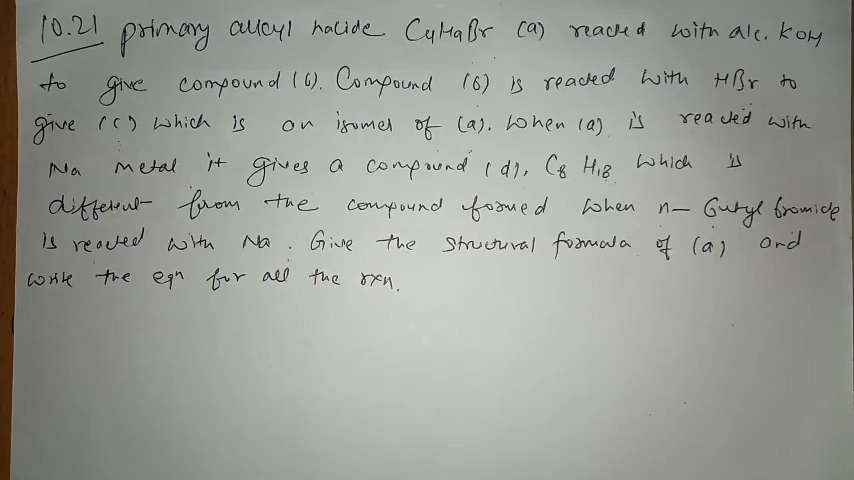 10.21 primary alkyl halide C4H9Br (a) reacted with alc. KOH
to give compound (b). Compound (b) is reacted with HBr to
give (c) which is an isomer of (a). When (a) is reacted with
Na metal it gives a compound (d), C8 H18 which is
different from the compound formed when n-butyl bromide
is reacted with Na. Give the structural formula of (a) and
write the eqn for all the rxn.